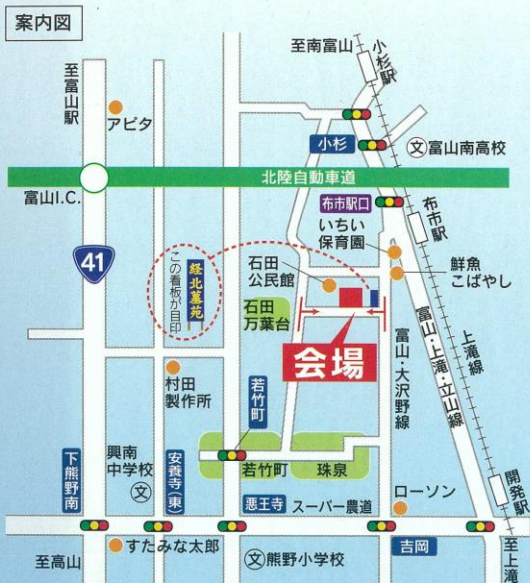 案内図
至富山駅
アピタ
至南富山
小杉駅
小杉
富山南高校
文
北陸自動車道
富山I.C.
布市駅口
布市駅
いちい
保育園
鮮魚
こばやし
41
この看板が目印
経北墓苑
石田
公民館
石田
万葉台
会場
富山・大沢野線
富山・上滝・立山線
上滝線
村田
製作所
若竹町
若竹町
珠泉
下熊野南
興南
中学校
文
安養寺(東)
悪王寺
スーパー農道
ローソン
開発駅
至高山
すたみな太郎
文
熊野小学校
吉岡
至上滝